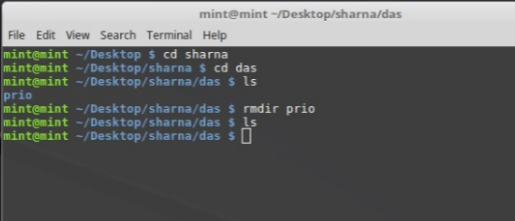 mint@mint ~/Desktop/sharna/das
File Edit View Search Terminal Help
mint@mint ~/Desktop $ cd sharna
mint@mint ~/Desktop/sharna $ cd das
mint@mint ~/Desktop/sharna/das $ ls
prio
mint@mint ~/Desktop/sharna/das $ rmdir prio
mint@mint ~/Desktop/sharna/das $ ls
mint@mint ~/Desktop/sharna/das $